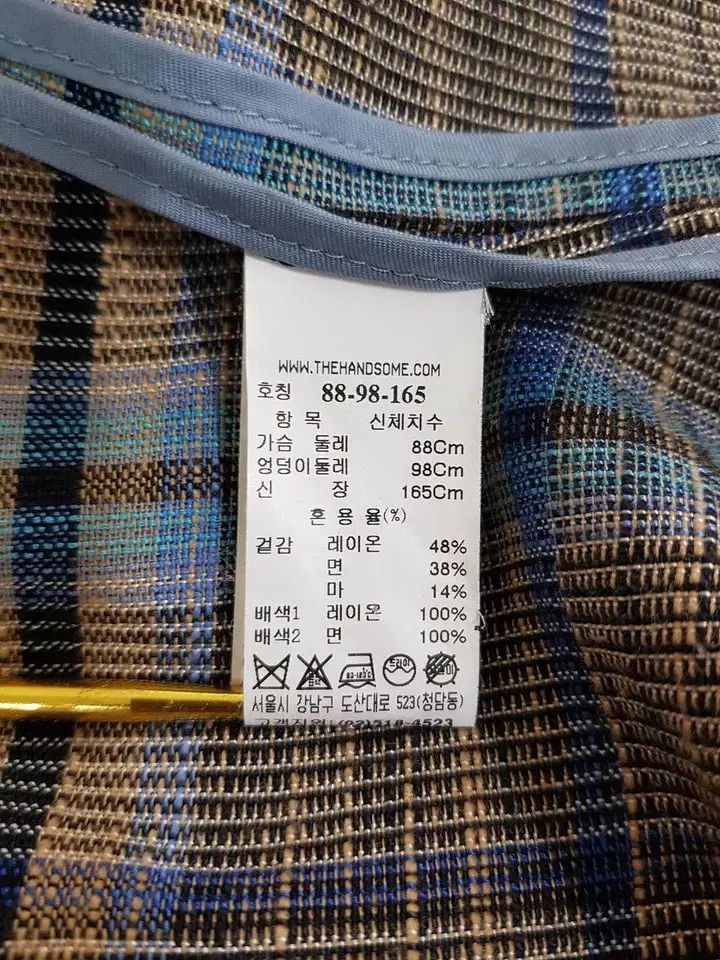 WWW.THEHANDSOME.COM
호칭 88-98-165
항 목 신체치수
가슴 둘레 88Cm
엉덩이둘레 98Cm
신 장 165Cm
혼 용 율(%)
겉감 레이온 48%
면 38%
마 14%
배색1 레이온 100%
배색2 면 100%
드라이
서울시 강남구 도산대로 523(청담동)